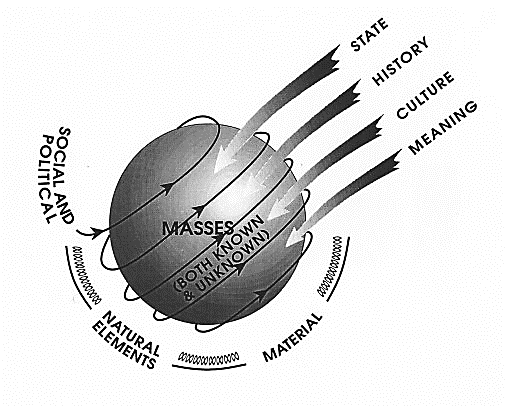 STATE
HISTORY
CULTURE
MEANING
SOCIAL AND
POLITICAL
MASSES
(BOTH KNOWN
& UNKNOWN)
NATURAL
ELEMENTS
MATERIAL